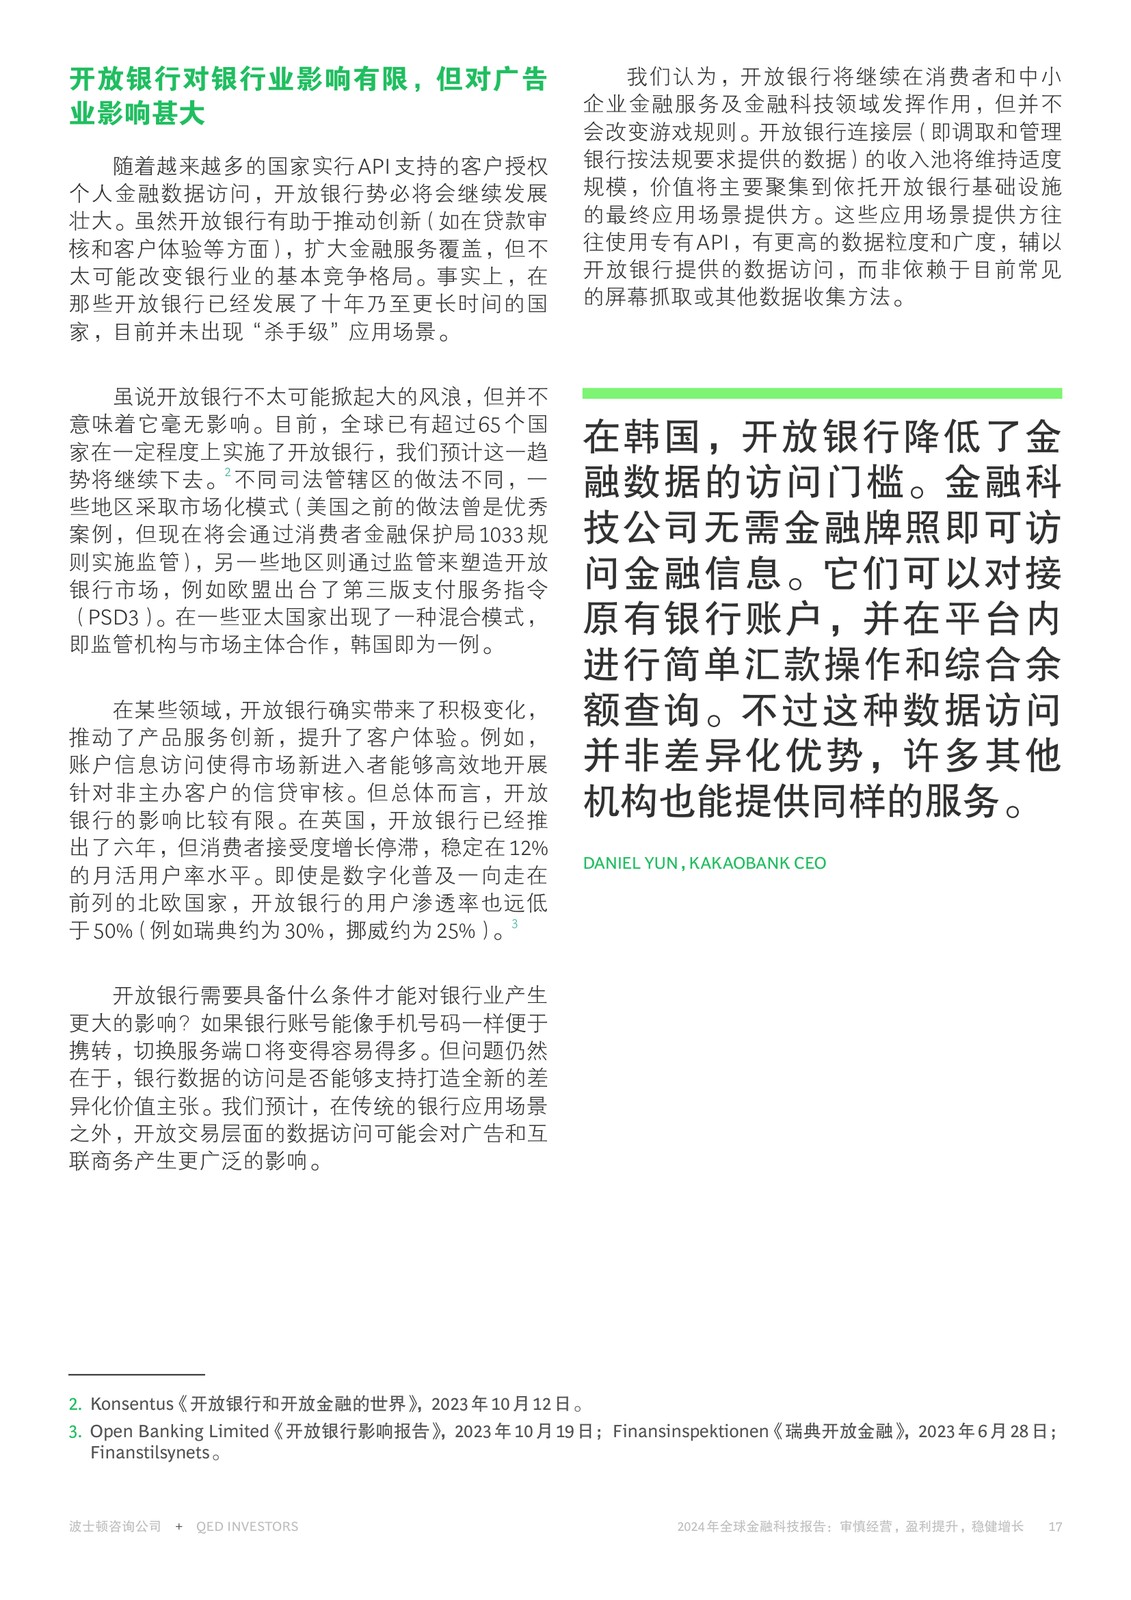 开放银行对银行业影响有限，但对广告
业影响甚大
随着越来越多的国家实行API支持的客户授权
个人金融数据访问，开放银行势必将会继续发展
壮大。虽然开放银行有助于推动创新（如在贷款审
核和客户体验等方面），扩大金融服务覆盖，但不
太可能改变银行业的基本竞争格局。事实上，在
那些开放银行已经发展了十年乃至更长时间的国
家，目前并未出现“杀手级”应用场景。
虽说开放银行不太可能掀起大的风浪，但并不
意味着它毫无影响。目前，全球已有超过65个国
家在一定程度上实施了开放银行，我们预计这一趋
势将继续下去。2不同司法管辖区的做法不同，一
些地区采取市场化模式（美国之前的做法曾是优秀
案例，但现在将会通过消费者金融保护局1033规
则实施监管），另一些地区则通过监管来塑造开放
银行市场，例如欧盟出台了第三版支付服务指令
（PSD3）。在一些亚太国家出现了一种混合模式，
即监管机构与市场主体合作，韩国即为一例。
在某些领域，开放银行确实带来了积极变化，
推动了产品服务创新，提升了客户体验。例如，
账户信息访问使得市场新进入者能够高效地开展
针对非主办客户的信贷审核。但总体而言，开放
银行的影响比较有限。在英国，开放银行已经推
出了六年，但消费者接受度增长停滞，稳定在12%
的月活用户率水平。即使是数字化普及一向走在
前列的北欧国家，开放银行的用户渗透率也远低
于50%（例如瑞典约为30%，挪威约为25%）。3
开放银行需要具备什么条件才能对银行业产生
更大的影响？如果银行账号能像手机号码一样便于
携转，切换服务端口将变得容易得多。但问题仍然
在于，银行数据的访问是否能够支持打造全新的差
异化价值主张。我们预计，在传统的银行应用场景
之外，开放交易层面的数据访问可能会对广告和互
联商务产生更广泛的影响。
我们认为，开放银行将继续在消费者和中小
企业金融服务及金融科技领域发挥作用，但并不
会改变游戏规则。开放银行连接层（即调取和管理
银行按法规要求提供的数据）的收入池将维持适度
规模，价值将主要聚集到依托开放银行基础设施
的最终应用场景提供方。这些应用场景提供方往
往使用专有API，有更高的数据粒度和广度，辅以
开放银行提供的数据访问，而非依赖于目前常见
的屏幕抓取或其他数据收集方法。
在韩国，开放银行降低了金
融数据的访问门槛。金融科
技公司无需金融牌照即可访
问金融信息。它们可以对接
原有银行账户，并在平台内
进行简单汇款操作和综合余
额查询。不过这种数据访问
并非差异化优势，许多其他
机构也能提供同样的服务。
DANIEL YUN，KAKAOBANK CEO
2. Konsentus《开放银行和开放金融的世界》，2023年10月12日。
3. Open Banking Limited《开放银行影响报告》，2023年10月19日；Finansinspektionen《瑞典开放金融》，2023年6月28日；
Finanstilsynets。
波士顿咨询公司 + QED INVESTORS
2024年全球金融科技报告：审慎经营，盈利提升，稳健增长 17